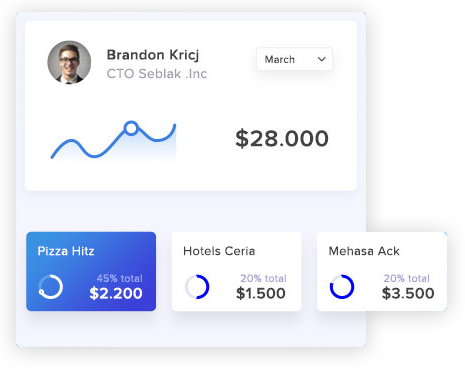 Brandon Kricj
CTO Seblak .Inc
March
$28.000
Pizza Hitz
45% total
$2.200
Hotels Ceria
20% total
$1.500
Mehasa Ack
20% total
$3.500